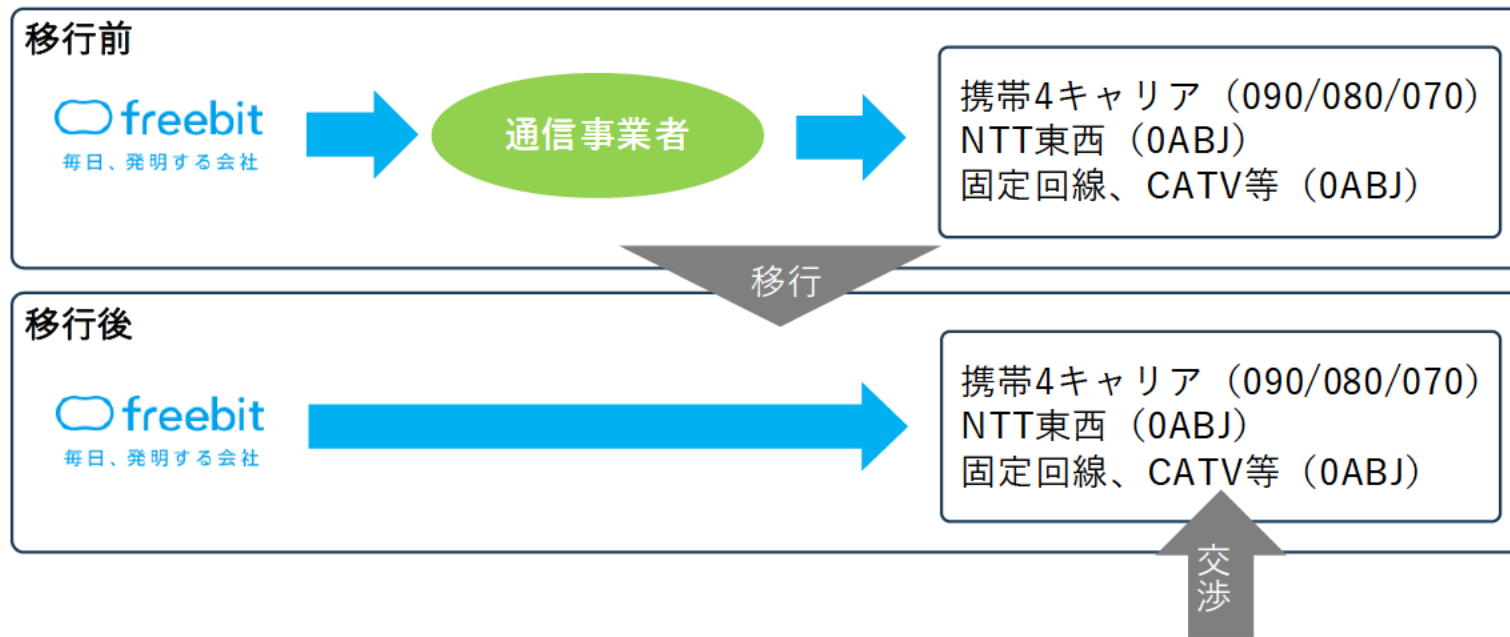 移行前
freebit
毎日、発明する会社
通信事業者
携帯4キャリア（090/080/070）
NTT東西（0ABJ）
固定回線、CATV等（0ABJ）
移行
移行後
freebit
毎日、発明する会社
携帯4キャリア（090/080/070）
NTT東西（0ABJ）
固定回線、CATV等（0ABJ）
交渉